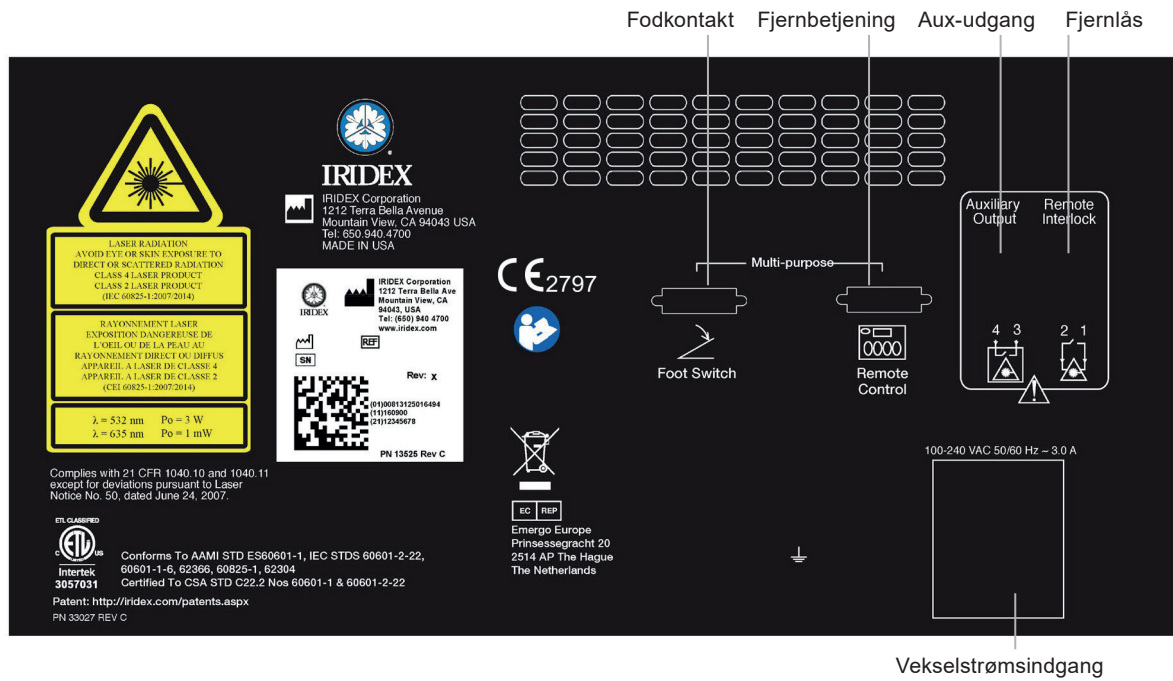 Fodkontakt
Fjernbetjening
Aux-udgang
Fjernlås
LASER RADIATION
AVOID EYE OR SKIN EXPOSURE TO
DIRECT OR SCATTERED RADIATION
CLASS 4 LASER PRODUCT
CLASS 2 LASER PRODUCT
(IEC 60825-1:2007/2014)
RAYONNEMENT LASER
EXPOSITION DANGEREUSE DE
L'OEIL OU DE LA PEAU AU
RAYONNEMENT DIRECT OU DIFFUS
APPAREIL A LASER DE CLASSE 4
APPAREIL A LASER DE CLASSE 2
(CEI 60825-1:2007/2014)
λ = 532 nm Po = 3 W
λ = 635 nm Po = 1 mW
Complies with 21 CFR 1040.10 and 1040.11
except for deviations pursuant to Laser
Notice No. 50, dated June 24, 2007.
ETL CLASSIFIED
C ETL US
Intertek
3057031
Conforms To AAMI STD ES60601-1, IEC STDS 60601-2-22,
60601-1-6, 62366, 60825-1, 62304
Certified To CSA STD C22.2 Nos 60601-1 & 60601-2-22
Patent: http://iridex.com/patents.aspx
PN 33027 REV C
IRIDEX
IRIDEX Corporation
1212 Terra Bella Avenue
Mountain View, CA 94043 USA
Tel: 650.940.4700
MADE IN USA
IRIDEX
IRIDEX Corporation
1212 Terra Bella Ave
Mountain View, CA
94043, USA
Tel: (650) 940 4700
www.iridex.com
REF
SN
Rev: x
(01)00813125016494
(11)160900
(21)12345678
PN 13525 Rev C
CE 2797
EC REP
Emergo Europe
Prinsessegracht 20
2514 AP The Hague
The Netherlands
Multi-purpose
Foot Switch
0000
Remote
Control
Auxiliary
Output
Remote
Interlock
4 3
2 1
100-240 VAC 50/60 Hz ~ 3.0 A
Vekselstrømsindgang